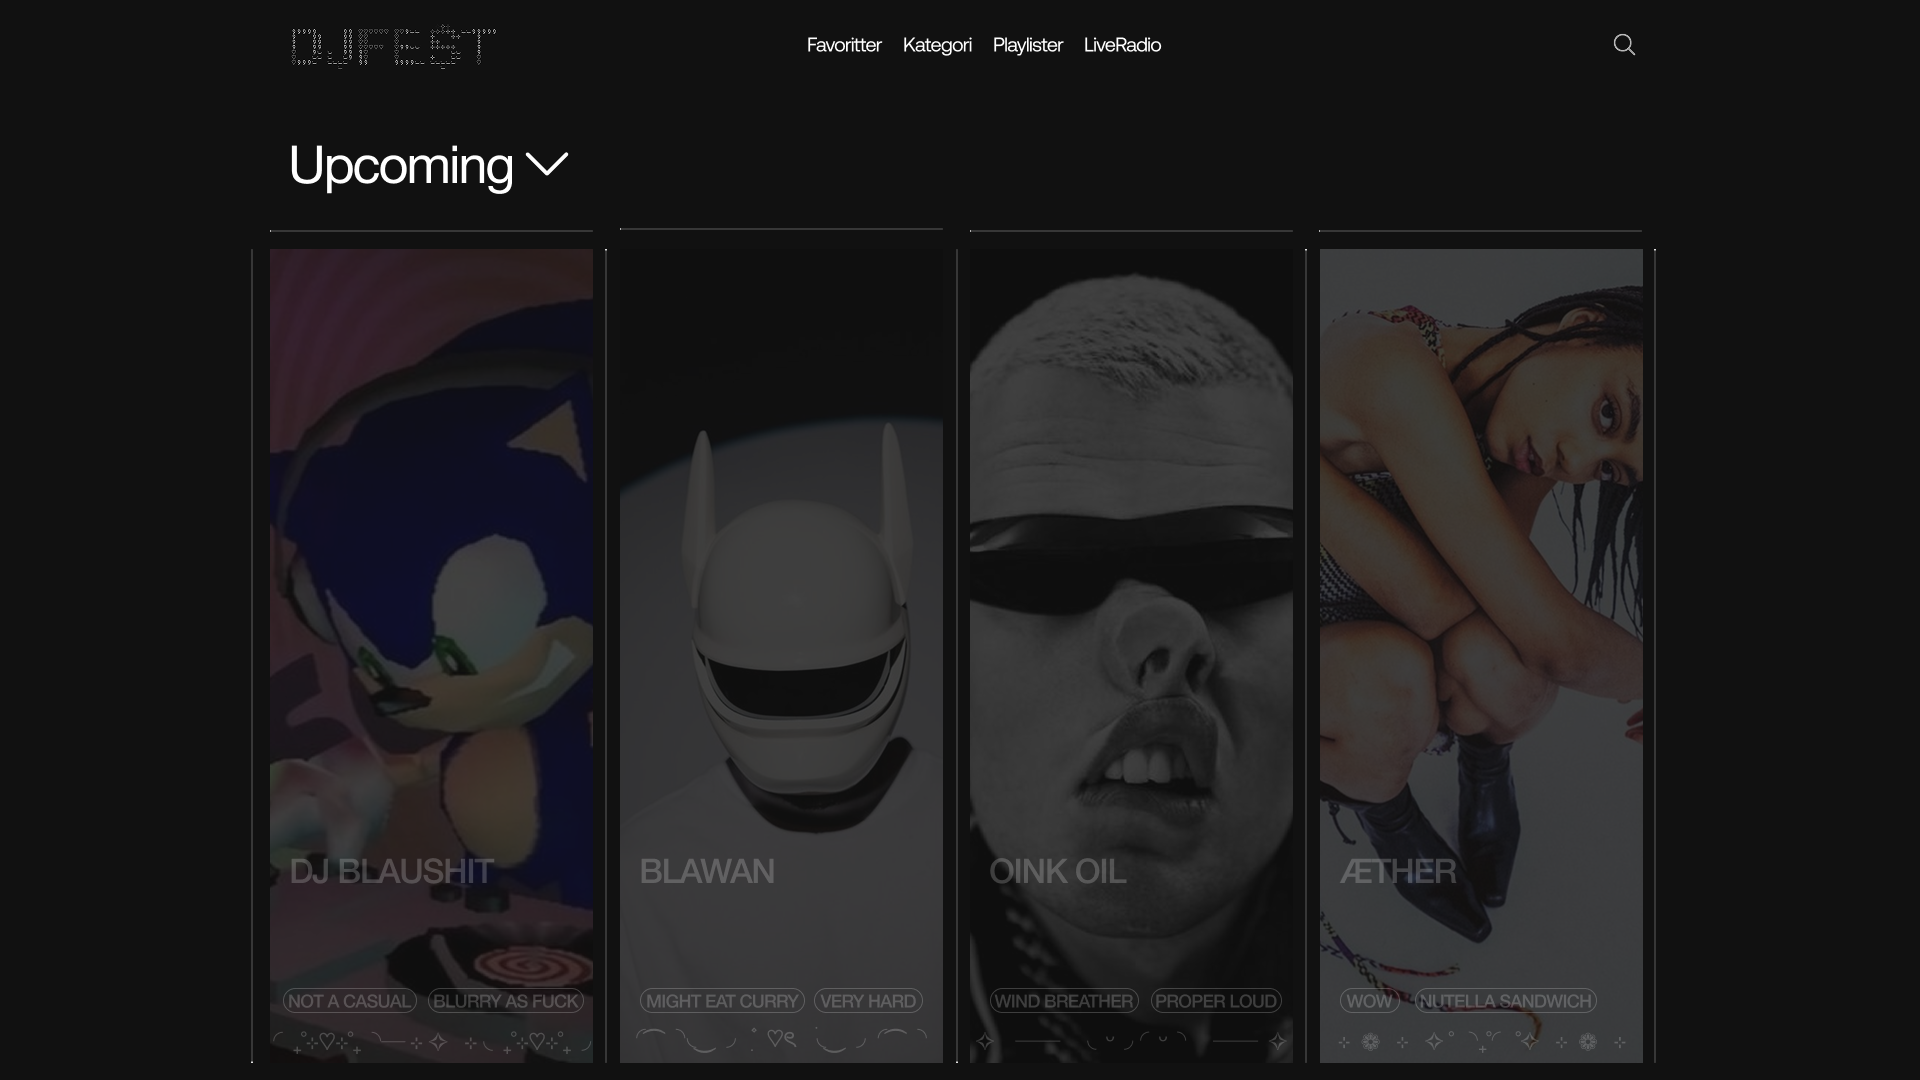 DJFEST
Favoritter Kategori Playlister LiveRadio
Upcoming
DJ BLAUSHIT
BLAWAN
OINK OIL
ÆTHER
NOT A CASUAL BLURRY AS FUCK
MIGHT EAT CURRY VERY HARD
WIND BREATHER PROPER LOUD
WOW NUTELLA SANDWICH